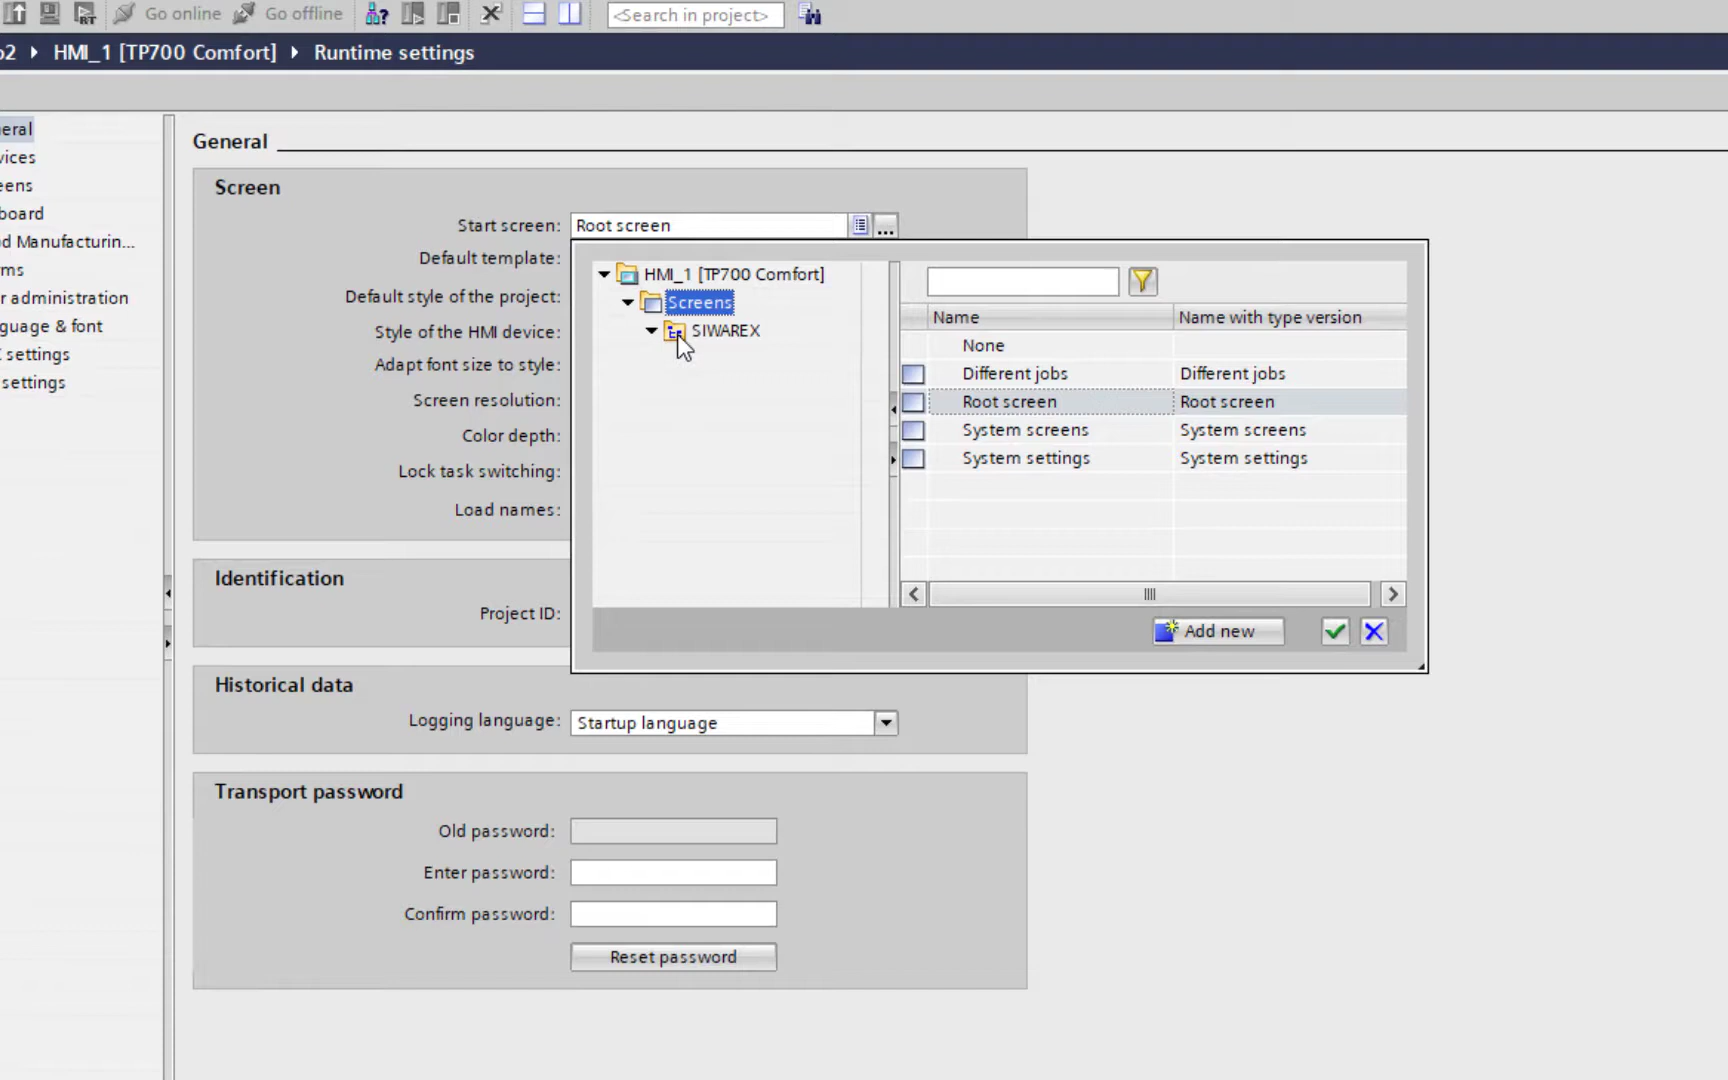 Go online Go offline <Search in project>
o2 HMI_1 [TP700 Comfort] Runtime settings
eral
vices
eens
board
d Manufacturin...
ms
r administration
guage & font
settings
settings
General
Screen
Start screen: Root screen ...
Default template:
Default style of the project:
Style of the HMI device:
Adapt font size to style:
Screen resolution:
Color depth:
Lock task switching:
Load names:
HMI_1 [TP700 Comfort]
Screens
SIWAREX
Name Name with type version
None
Different jobs Different jobs
Root screen Root screen
System screens System screens
System settings System settings
Add new
Identification
Project ID:
Historical data
Logging language: Startup language
Transport password
Old password:
Enter password:
Confirm password:
Reset password